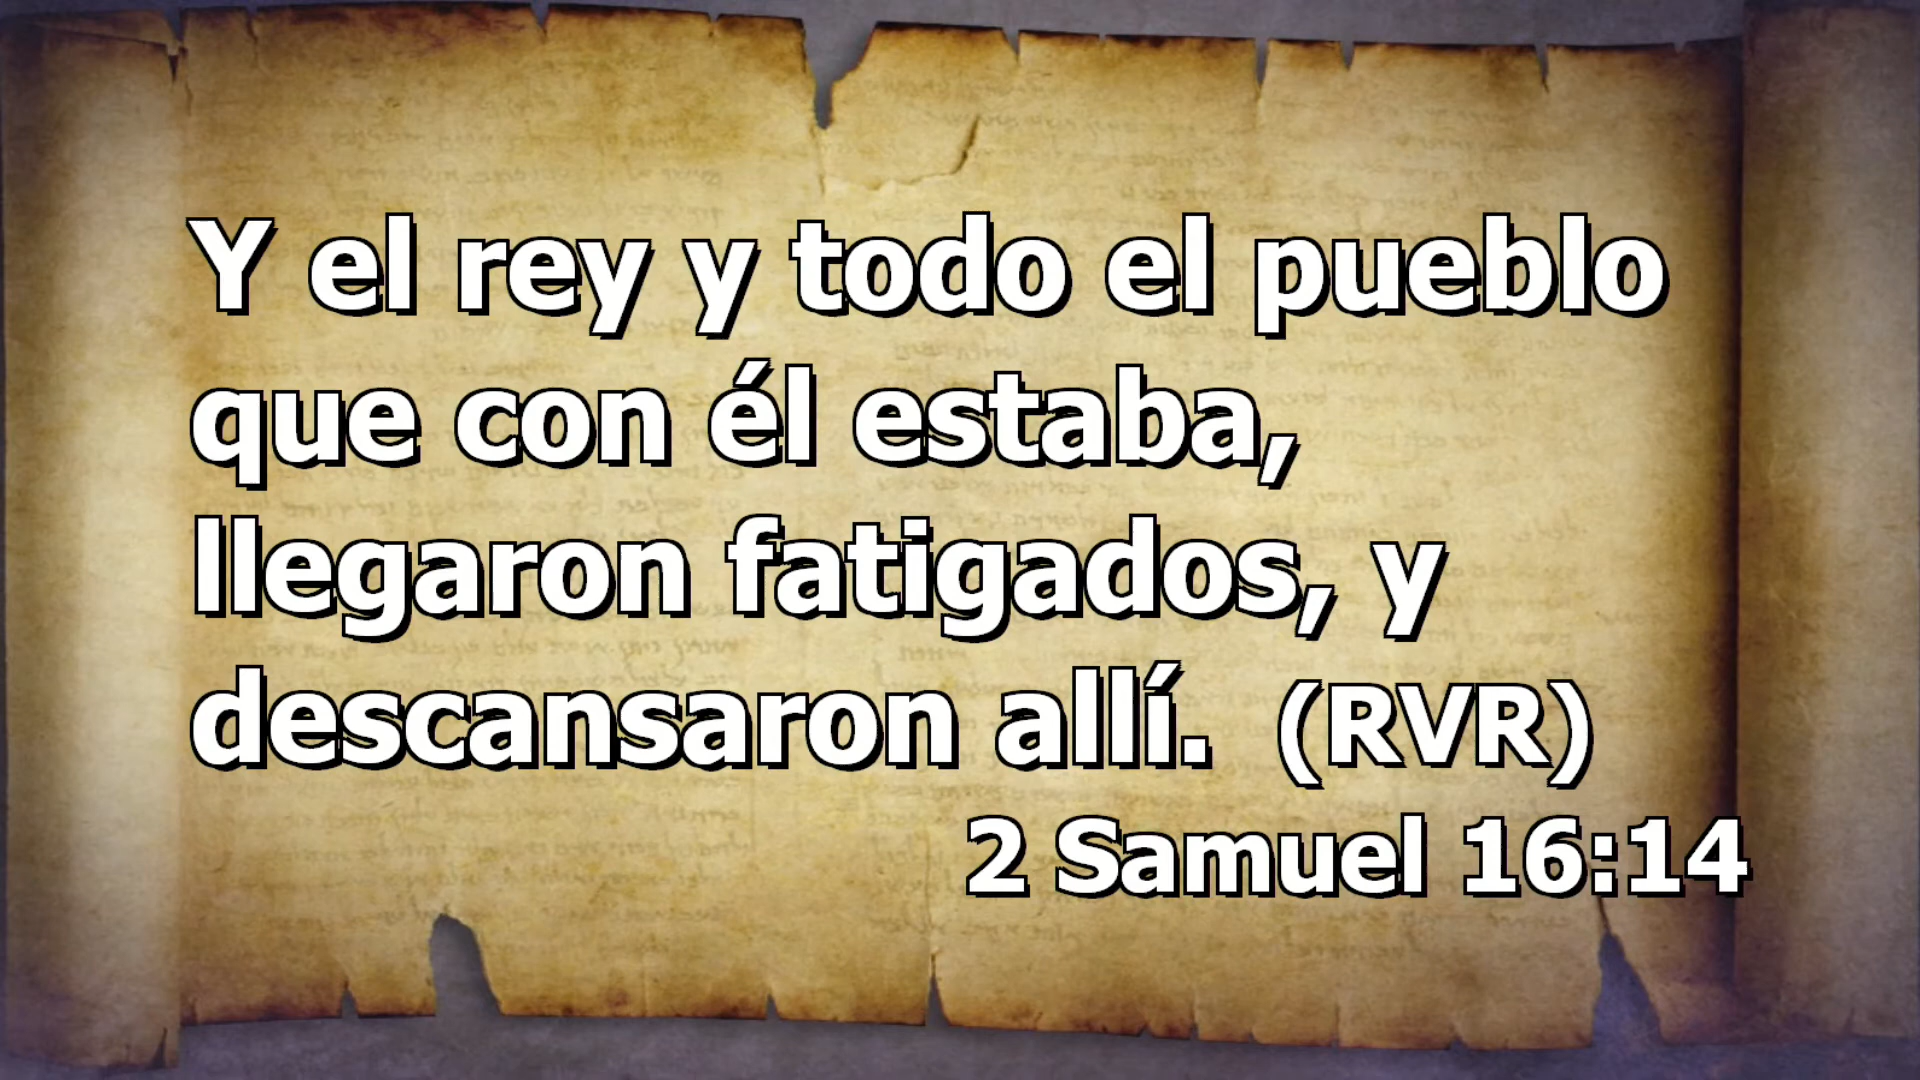 Y el rey y todo el pueblo
que con él estaba,
llegaron fatigados, y
descansaron allí. (RVR)
2 Samuel 16:14